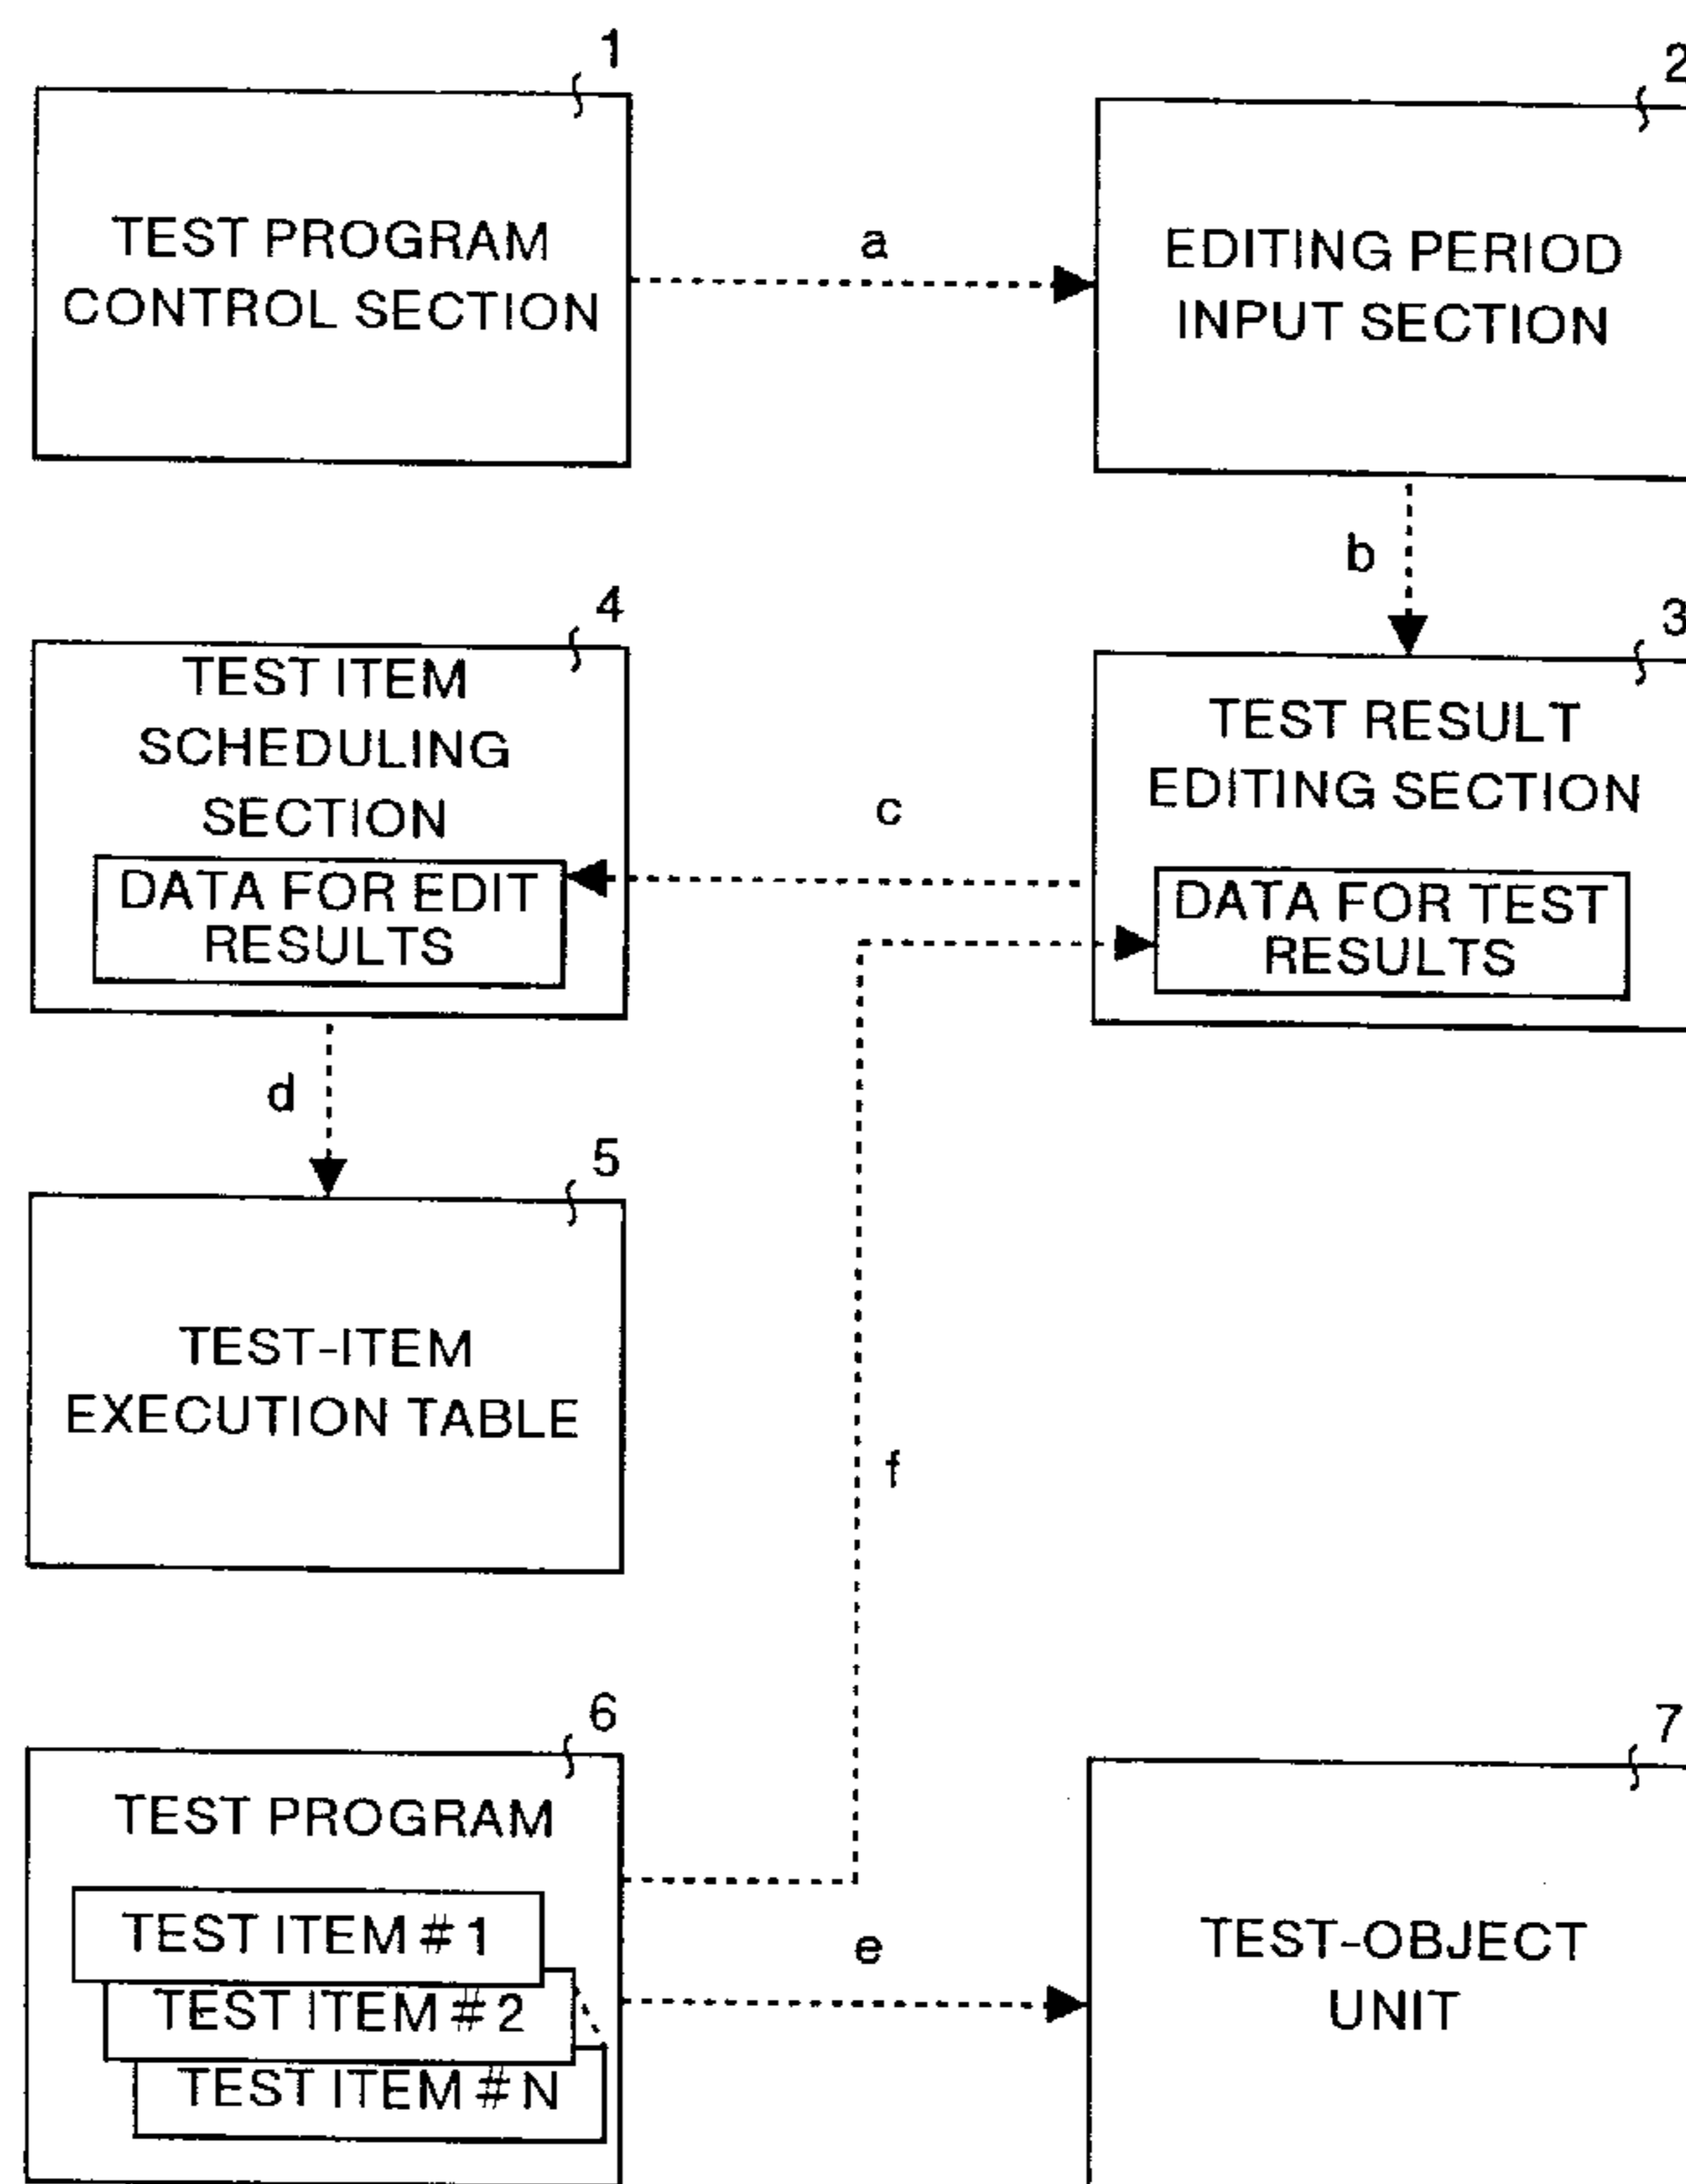 1
TEST PROGRAM
CONTROL SECTION
a
2
EDITING PERIOD
INPUT SECTION
b
4
TEST ITEM
SCHEDULING
SECTION
DATA FOR EDIT
RESULTS
c
3
TEST RESULT
EDITING SECTION
DATA FOR TEST
RESULTS
d
5
TEST-ITEM
EXECUTION TABLE
f
6
TEST PROGRAM
TEST ITEM #1
TEST ITEM #2
TEST ITEM #N
e
7
TEST-OBJECT
UNIT